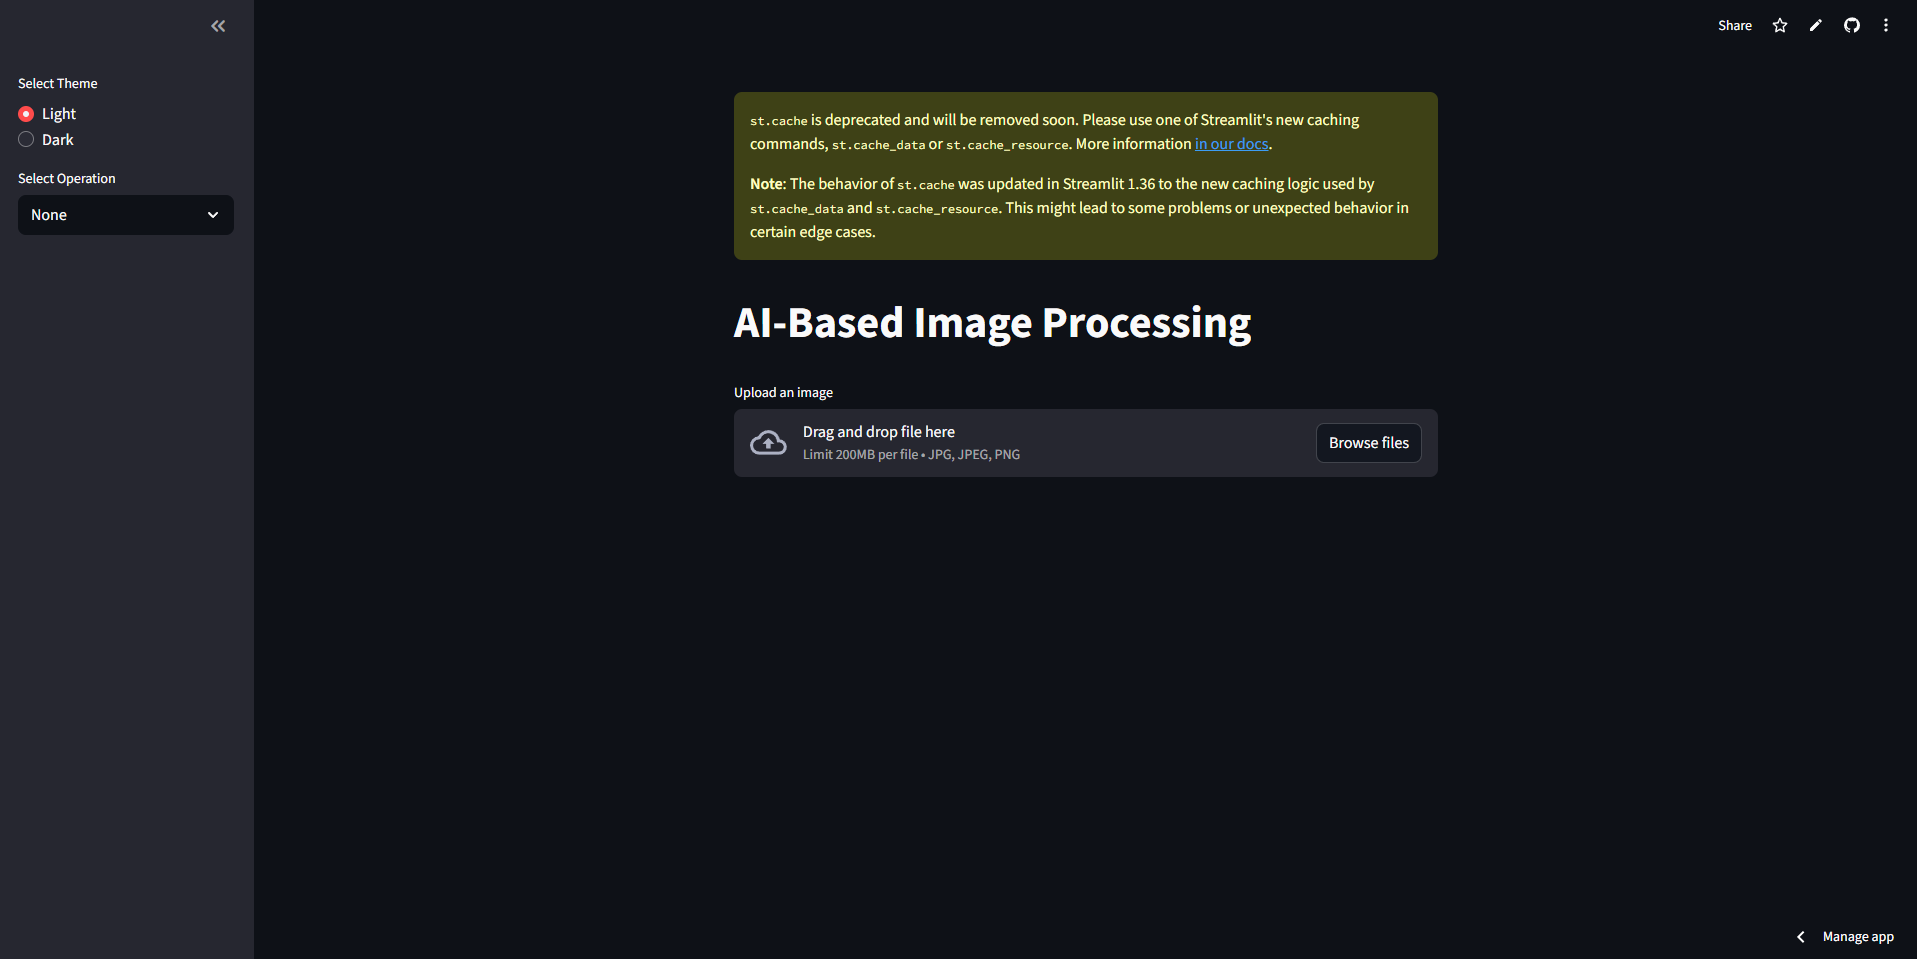 Share
Select Theme
Light
Dark
Select Operation
None
st.cache is deprecated and will be removed soon. Please use one of Streamlit's new caching
commands, st.cache_data or st.cache_resource. More information in our docs.
Note: The behavior of st.cache was updated in Streamlit 1.36 to the new caching logic used by
st.cache_data and st.cache_resource. This might lead to some problems or unexpected behavior in
certain edge cases.
AI-Based Image Processing
Upload an image
Drag and drop file here
Limit 200MB per file • JPG, JPEG, PNG
Browse files
Manage app